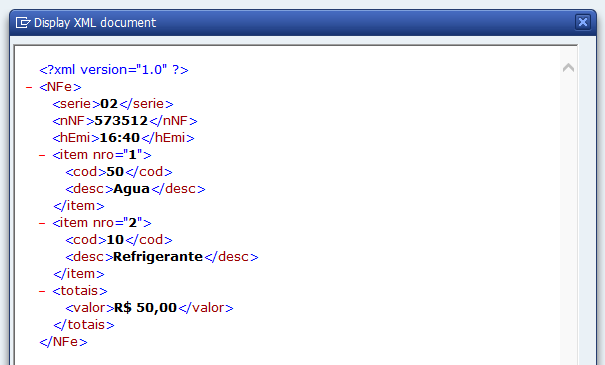 Display XML document
<?xml version="1.0" ?>
- <NFe>
<serie>02</serie>
<nNF>573512</nNF>
<hEmi>16:40</hEmi>
- <item nro="1">
<cod>50</cod>
<desc>Agua</desc>
</item>
- <item nro="2">
<cod>10</cod>
<desc>Refrigerante</desc>
</item>
- <totais>
<valor>R$ 50,00</valor>
</totais>
</NFe>